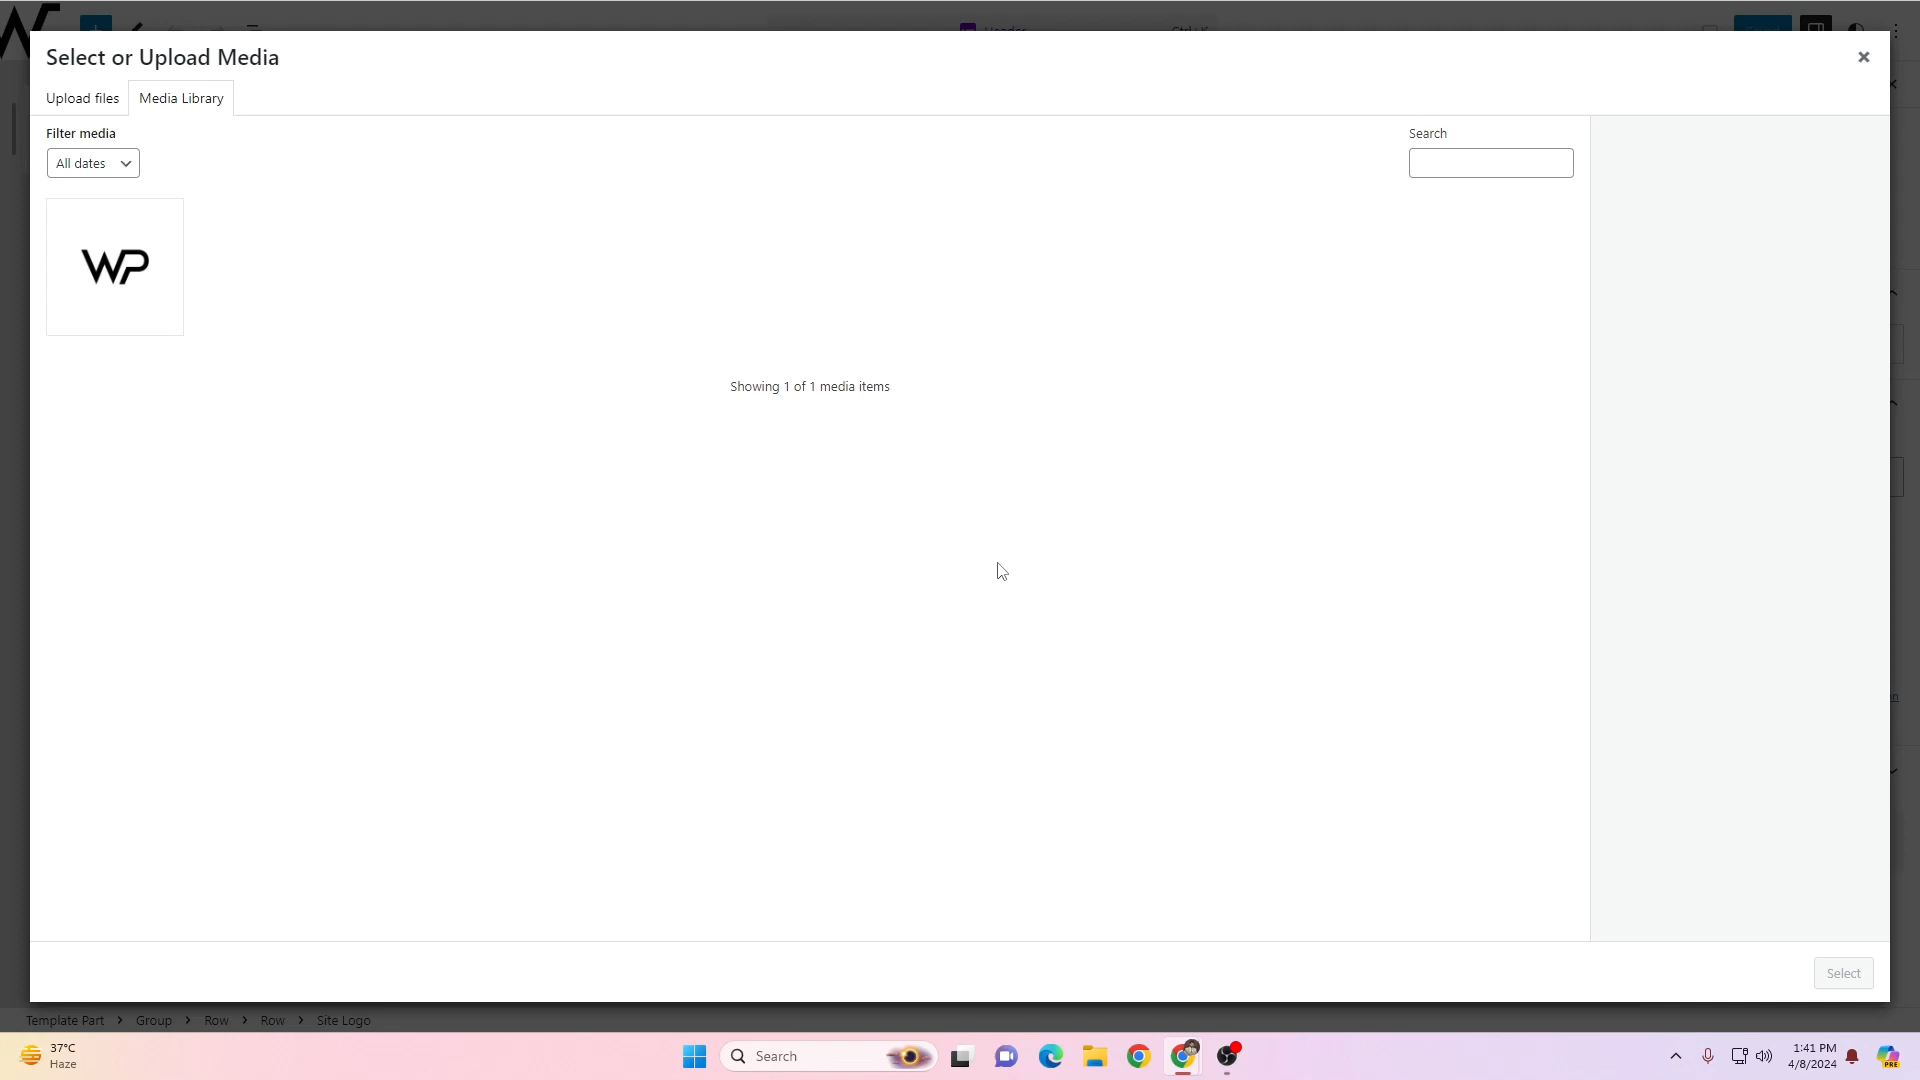 Select or Upload Media
Upload files
Media Library
Filter media
All dates
Search
WP
Showing 1 of 1 media items
Select
Template Part > Group > Row > Row > Site Logo
37°C
Haze
Search
1:41 PM
4/8/2024
PRE